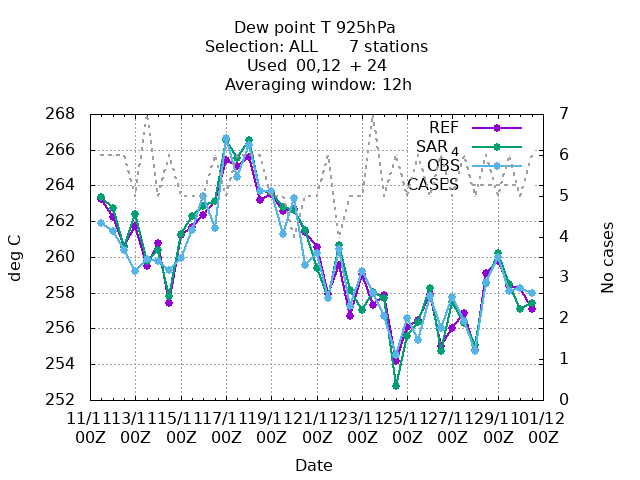 Dew point T 925hPa
Selection: ALL 7 stations
Used 00,12 + 24
Averaging window: 12h
268
266
264
262
260
258
256
254
252
7
6
5
4
3
2
1
0
REF
SAR4
OBS
CASES
deg C
No cases
11/11 13/11 15/11 17/11 19/11 21/11 23/11 25/11 27/11 29/11 01/12
00Z 00Z 00Z 00Z 00Z 00Z 00Z 00Z 00Z 00Z 00Z
Date